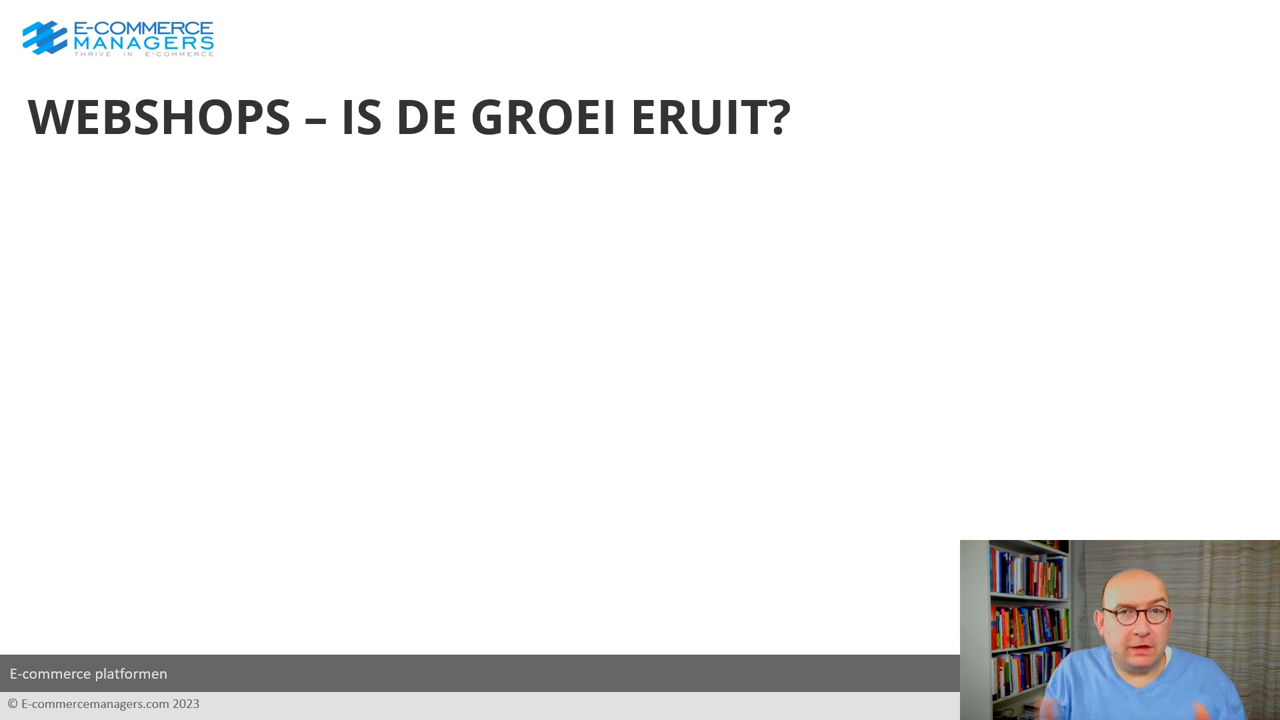 E-COMMERCE
MANAGERS
THRIVE IN E-COMMERCE
WEBSHOPS – IS DE GROEI ERUIT?
E-commerce platformen
© E-commercemanagers.com 2023